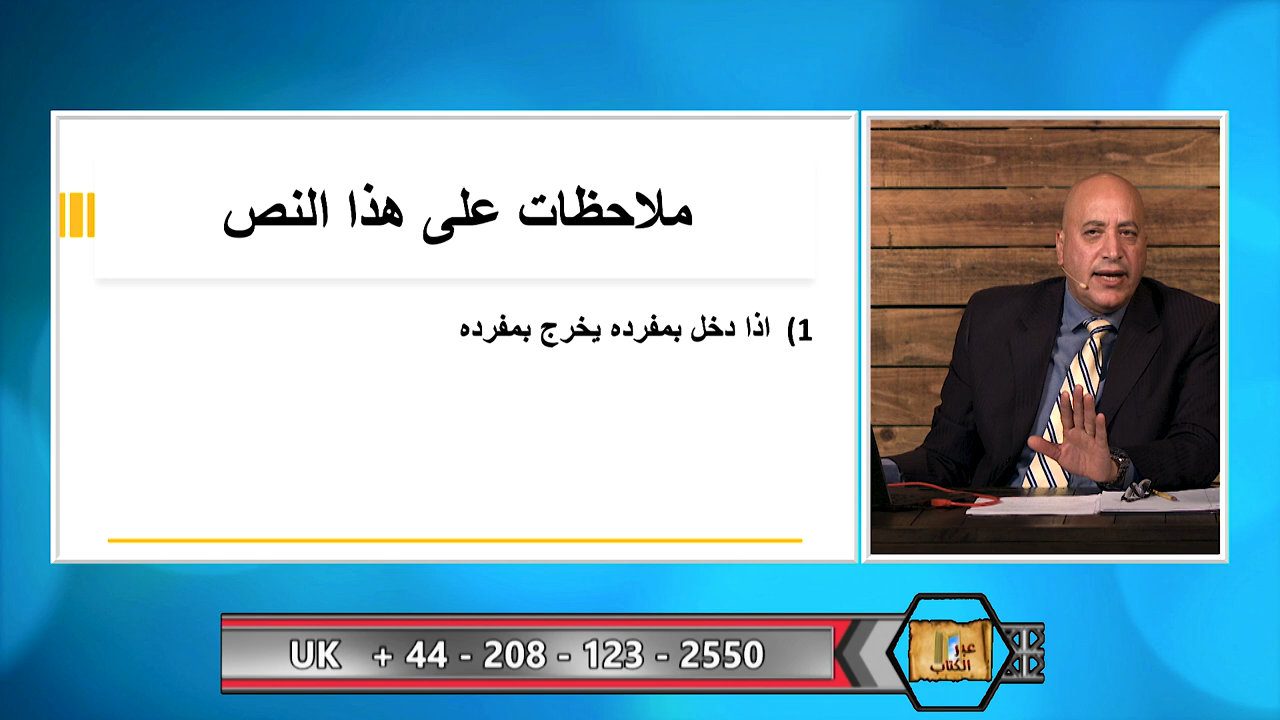 ملاحظات على هذا النص
1) اذا دخل بمفرده يخرج بمفرده
UK + 44 - 208 - 123 - 2550
عبر
الكتاب